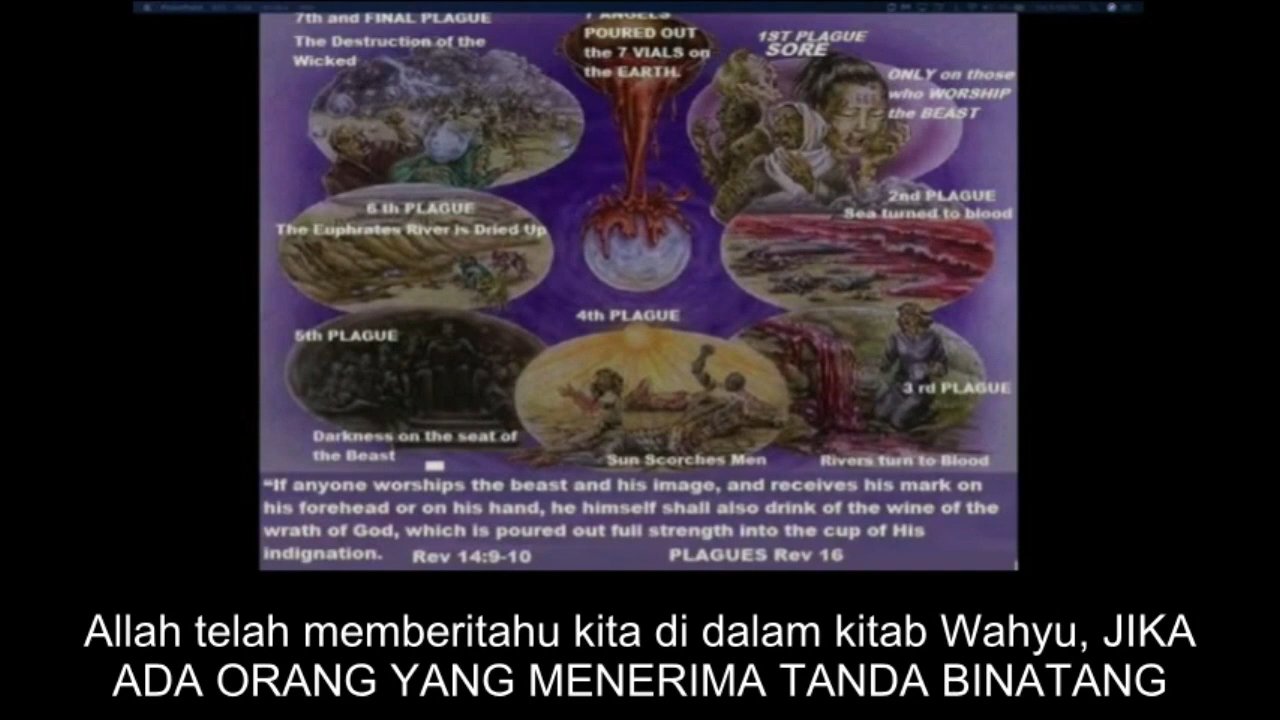 7th and FINAL PLAGUE
The Destruction of the
Wicked
7 ANGELS
POURED OUT
the 7 VIALS on
the EARTH.
1ST PLAGUE
SORE
ONLY on those
who WORSHIP
the BEAST
2nd PLAGUE
Sea turned to blood
6 th PLAGUE
The Euphrates River is Dried Up
4th PLAGUE
5th PLAGUE
3 rd PLAGUE
Darkness on the seat of
the Beast
Sun Scorches Men
Rivers turn to Blood
“If anyone worships the beast and his image, and receives his mark on
his forehead or on his hand, he himself shall also drink of the wine of the
wrath of God, which is poured out full strength into the cup of His
indignation. Rev 14:9-10 PLAGUES Rev 16
Allah telah memberitahu kita di dalam kitab Wahyu, JIKA
ADA ORANG YANG MENERIMA TANDA BINATANG